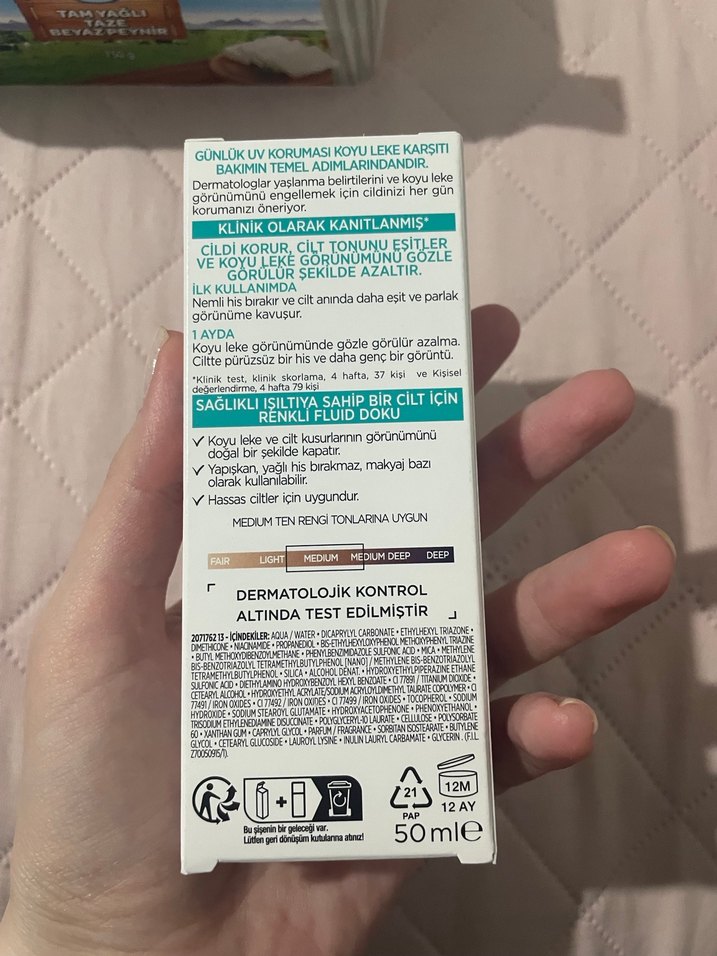 TAM YAĞLI
TAZE
BEYAZ PEYNİR
750 g
GÜNLÜK UV KORUMASI KOYU LEKE KARŞITI
BAKIMIN TEMEL ADIMLARINDANDIR.
Dermatologlar yaşlanma belirtilerini ve koyu leke
görünümünü engellemek için cildinizi her gün
korumanızı öneriyor.
KLİNİK OLARAK KANITLANMIŞ*
CİLDİ KORUR, CİLT TONUNU EŞİTLER
VE KOYU LEKE GÖRÜNÜMÜNÜ GÖZLE
GÖRÜLÜR ŞEKİLDE AZALTIR.
İLK KULLANIMDA
Nemli his bırakır ve cilt anında daha eşit ve parlak
görünüme kavuşur.
1 AYDA
Koyu leke görünümünde gözle görülür azalma.
Ciltte pürüzsüz bir his ve daha genç bir görüntü.
*Klinik test, klinik skorlama, 4 hafta, 37 kişi ve Kişisel
değerlendirme, 4 hafta 79 kişi
SAĞLIKLI IŞILTIYA SAHİP BİR CİLT İÇİN
RENKLİ FLUID DOKU
✓ Koyu leke ve cilt kusurlarının görünümünü
doğal bir şekilde kapatır.
✓ Yapışkan, yağlı his bırakmaz, makyaj bazı
olarak kullanılabilir.
✓ Hassas ciltler için uygundur.
MEDIUM TEN RENGİ TONLARINA UYGUN
FAIR LIGHT MEDIUM MEDIUM DEEP DEEP
DERMATOLOJİK KONTROL
ALTINDA TEST EDİLMİŞTİR
2071762 13 - İÇİNDEKİLER: AQUA / WATER • DICAPRYLYL CARBONATE • ETHYLHEXYL TRIAZONE •
DIMETHICONE • NIACINAMIDE • PROPANEDIOL • BIS-ETHYLHEXYLOXYPHENOL METHOXYPHENYL TRIAZINE
• BUTYL METHOXYDIBENZOYLMETHANE • PHENYLBENZIMIDAZOLE SULFONIC ACID • MICA • METHYLENE
BIS-BENZOTRIAZOLYL TETRAMETHYLBUTYLPHENOL [NANO] / METHYLENE BIS-BENZOTRIAZOLYL
TETRAMETHYLBUTYLPHENOL • SILICA • ALCOHOL DENAT. • HYDROXYETHYLPIPERAZINE ETHANE
SULFONIC ACID • DIETHYLAMINO HYDROXYBENZOYL HEXYL BENZOATE • CI 77891 / TITANIUM DIOXIDE •
CETEARYL ALCOHOL • HYDROXYETHYL ACRYLATE/SODIUM ACRYLOYLDIMETHYL TAURATE COPOLYMER • CI
77491 / IRON OXIDES • CI 77492 / IRON OXIDES • CI 77499 / IRON OXIDES • TOCOPHEROL • SODIUM
HYDROXIDE • SODIUM STEAROYL GLUTAMATE • HYDROXYACETOPHENONE • PHENOXYETHANOL •
TRISODIUM ETHYLENEDIAMINE DISUCCINATE • POLYGLYCERYL-10 LAURATE • CELLULOSE • POLYSORBATE
60 • XANTHAN GUM • CAPRYLYL GLYCOL • PARFUM / FRAGRANCE • SORBITAN ISOSTEARATE • BUTYLENE
GLYCOL • CETEARYL GLUCOSIDE • LAUROYL LYSINE • INULIN LAURYL CARBAMATE • GLYCERIN. (F.I.L.
Z70050915/1).
Bu şişenin bir geleceği var.
Lütfen geri dönüşüm kutularına atınız!
21
PAP
12M
12 AY
50 ml e